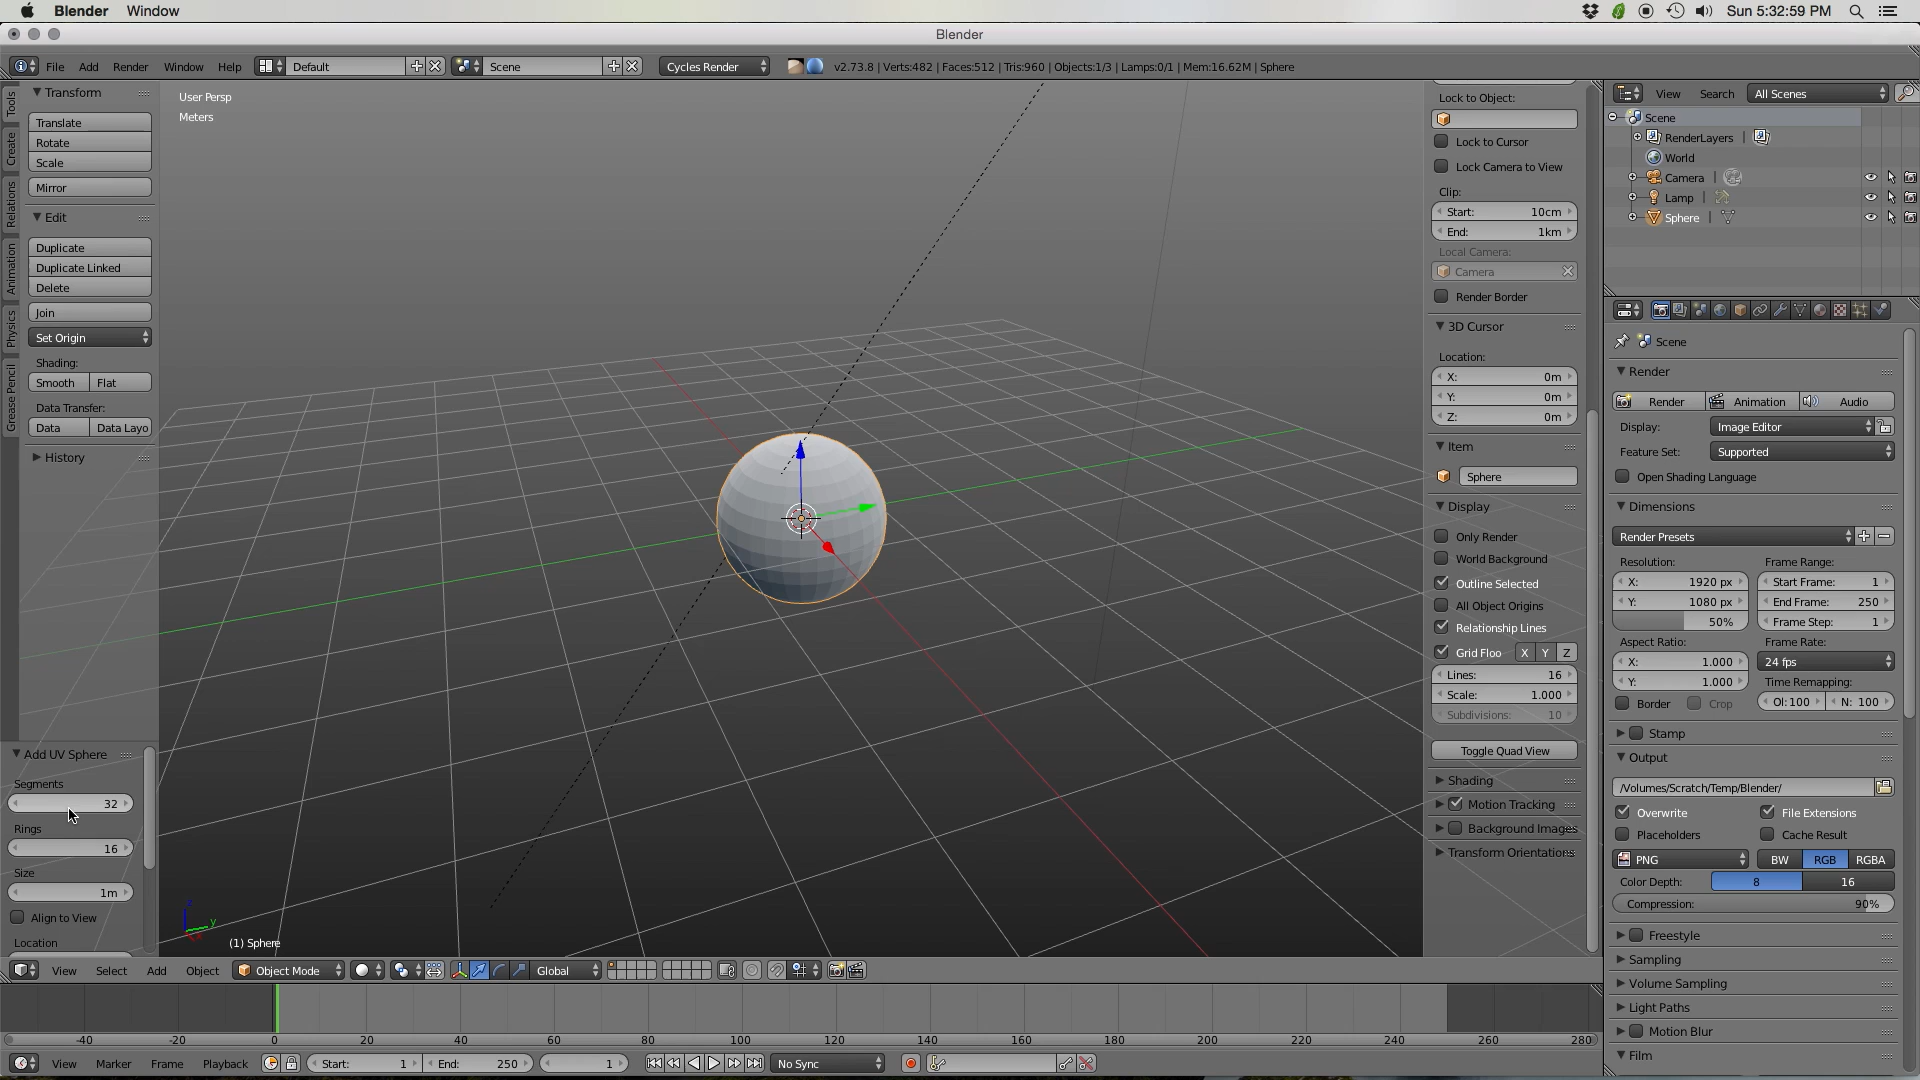 Blender Window
Sun 5:32:59 PM
Blender
File Add Render Window Help Default Scene Cycles Render v2.73.8 | Verts:482 | Faces:512 | Tris:960 | Objects:1/3 | Lamps:0/1 | Mem:16.62M | Sphere
Tools
Create
Relations
Animation
Physics
Grease Pencil
Transform
Translate
Rotate
Scale
Mirror
Edit
Duplicate
Duplicate Linked
Delete
Join
Set Origin
Shading:
Smooth Flat
Data Transfer:
Data Data Layo
History
Add UV Sphere
Segments
32
Rings
16
Size
1m
Align to View
Location
User Persp
Meters
z
y
x
(1) Sphere
Lock to Object:
Lock to Cursor
Lock Camera to View
Clip:
Start: 10cm
End: 1km
Local Camera:
Camera
Render Border
3D Cursor
Location:
X: 0m
Y: 0m
Z: 0m
Item
Sphere
Display
Only Render
World Background
Outline Selected
All Object Origins
Relationship Lines
Grid Floo X Y Z
Lines: 16
Scale: 1.000
Subdivisions: 10
Toggle Quad View
Shading
Motion Tracking
Background Images
Transform Orientations
View Search All Scenes
Scene
RenderLayers |
World
Camera |
Lamp |
Sphere |
Scene
Render
Render Animation Audio
Display: Image Editor
Feature Set: Supported
Open Shading Language
Dimensions
Render Presets
Resolution: Frame Range:
X: 1920 px Start Frame: 1
Y: 1080 px End Frame: 250
50% Frame Step: 1
Aspect Ratio: Frame Rate:
X: 1.000 24 fps
Y: 1.000 Time Remapping:
Border Crop Ol:100 N: 100
Stamp
Output
/Volumes/Scratch/Temp/Blender/
Overwrite File Extensions
Placeholders Cache Result
PNG BW RGB RGBA
Color Depth: 8 16
Compression: 90%
Freestyle
Sampling
Volume Sampling
Light Paths
Motion Blur
Film
View Select Add Object Object Mode Global
-40 -20 0 20 40 60 80 100 120 140 160 180 200 220 240 260 280
View Marker Frame Playback Start: 1 End: 250 1 No Sync